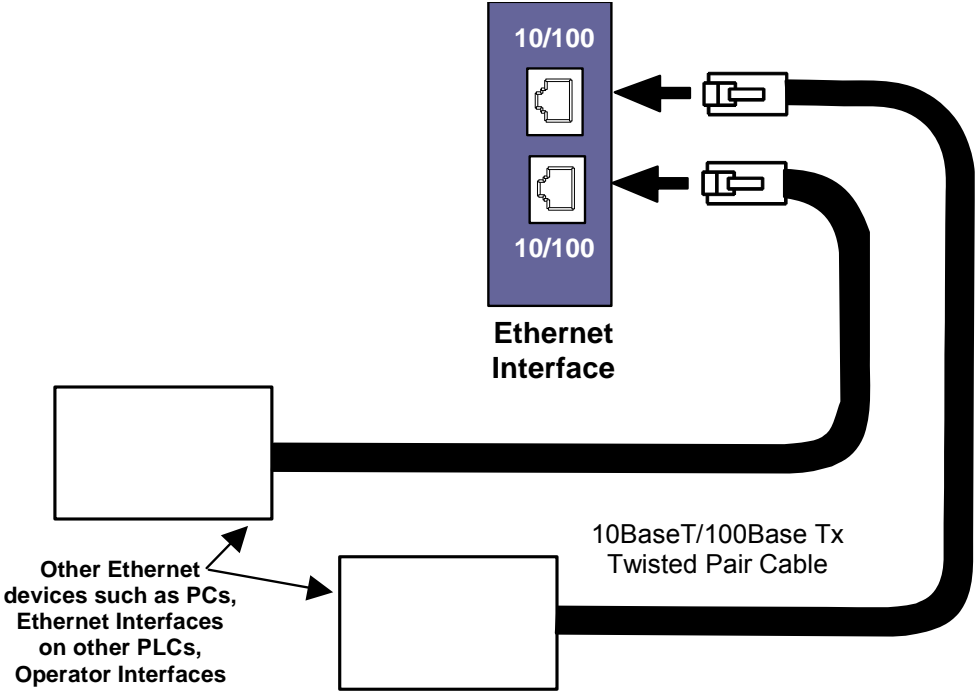 10/100
10/100
Ethernet
Interface
10BaseT/100Base Tx
Twisted Pair Cable
Other Ethernet
devices such as PCs,
Ethernet Interfaces
on other PLCs,
Operator Interfaces